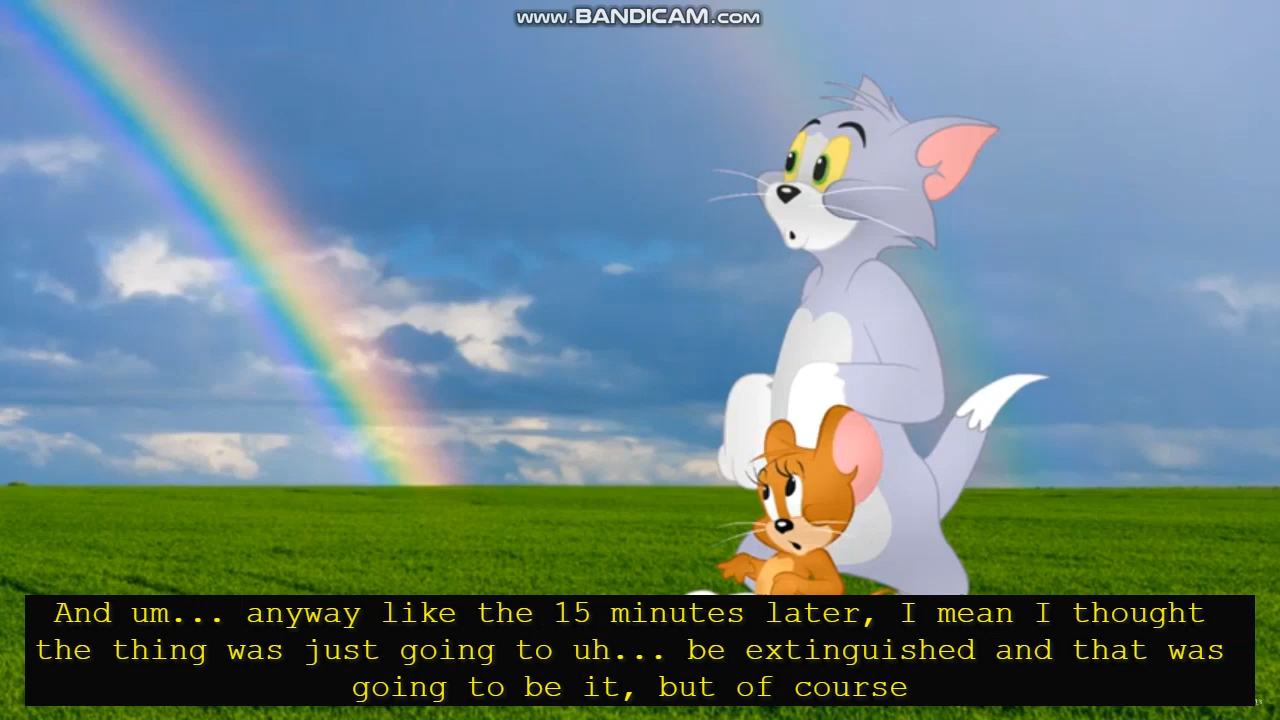 www.BANDICAM.com
And um... anyway like the 15 minutes later, I mean I thought
the thing was just going to uh... be extinguished and that was
going to be it, but of course